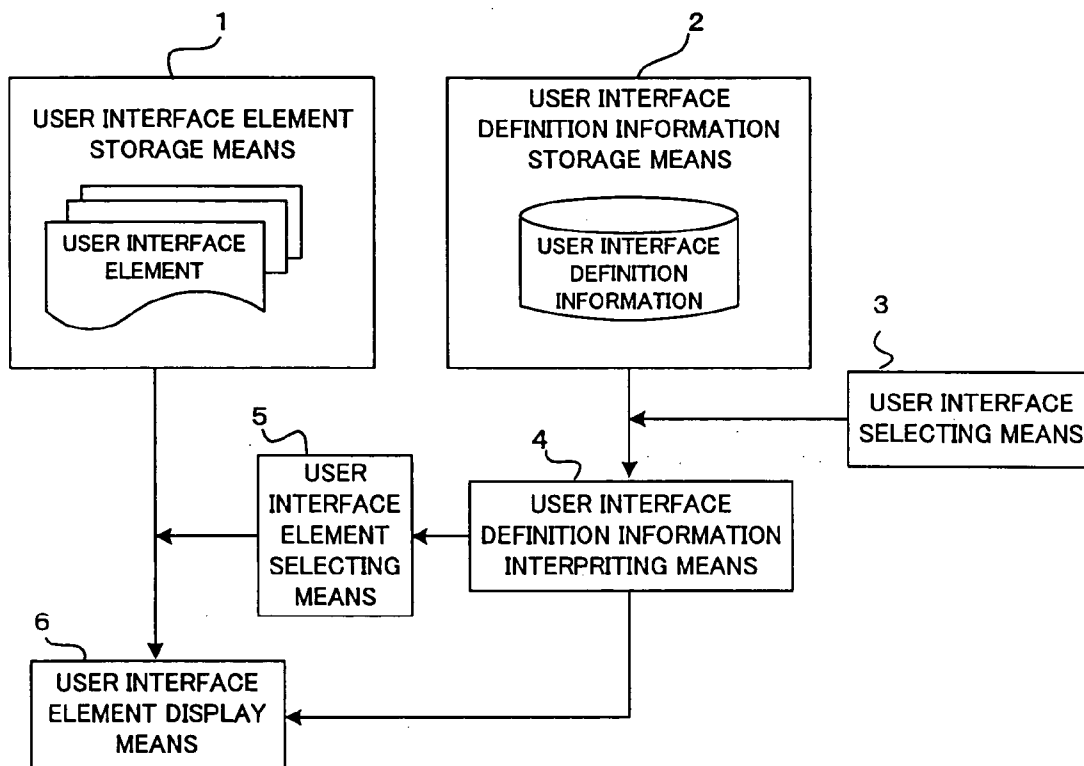 1
USER INTERFACE ELEMENT
STORAGE MEANS
USER INTERFACE
ELEMENT
2
USER INTERFACE
DEFINITION INFORMATION
STORAGE MEANS
USER INTERFACE
DEFINITION
INFORMATION
3
USER INTERFACE
SELECTING MEANS
4
USER INTERFACE
DEFINITION INFORMATION
INTERPRITING MEANS
5
USER
INTERFACE
ELEMENT
SELECTING
MEANS
6
USER INTERFACE
ELEMENT DISPLAY
MEANS